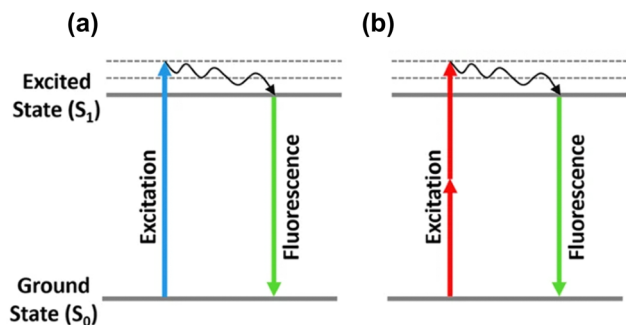 (a)
(b)
Excited
State (S₁)
Excitation
Fluorescence
Excitation
Fluorescence
Ground
State (S₀)